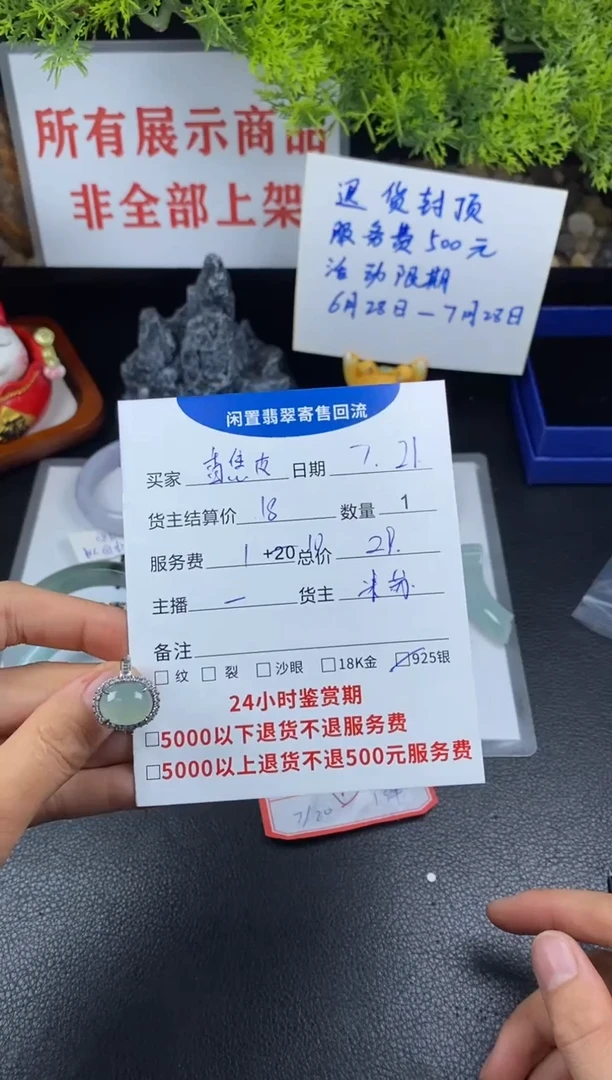 所有展示商品
非全部上架
退货封顶
服务费500元
活动限期
6月28日—7月28日
闲置翡翠寄售回流
买家 日期 7.21.
货主结算价 18 数量 1
服务费 1 +20 总价 29.
主播 一 货主
备注
□纹 □裂 □沙眼 □18K金 □925银
24小时鉴赏期
□5000以下退货不退服务费
□5000以上退货不退500元服务费
7/20